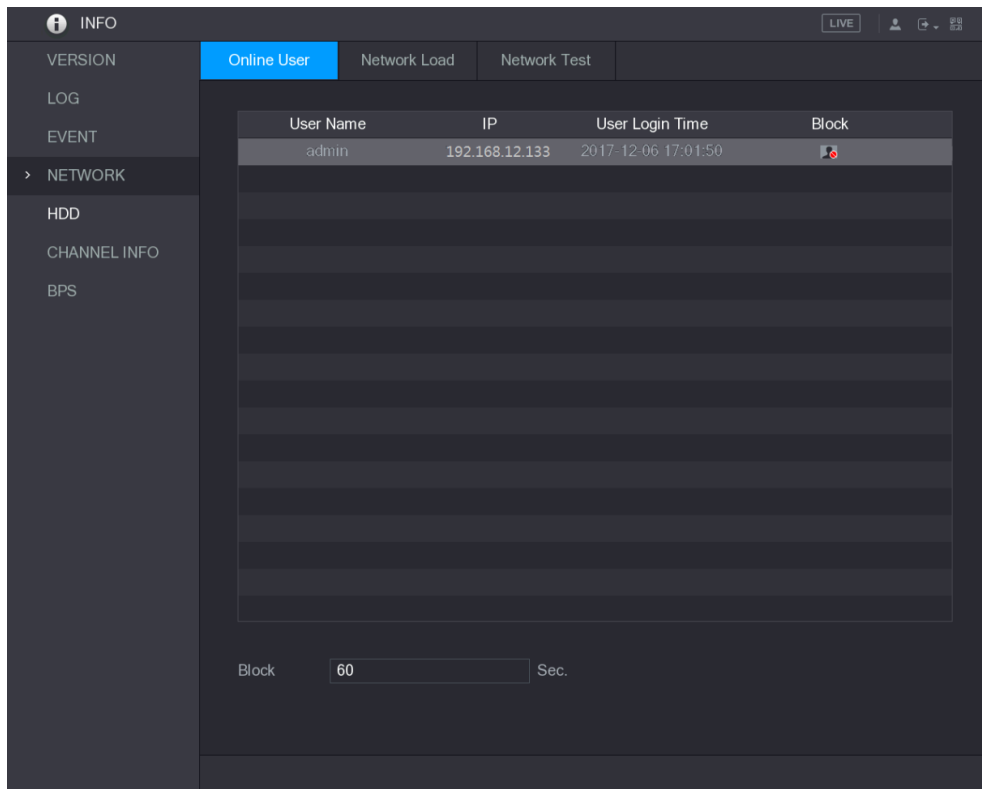 INFO LIVE
VERSION
LOG
EVENT
NETWORK
HDD
CHANNEL INFO
BPS
Online User Network Load Network Test
User Name IP User Login Time Block
admin 192.168.12.133 2017-12-06 17:01:50
Block 60 Sec.